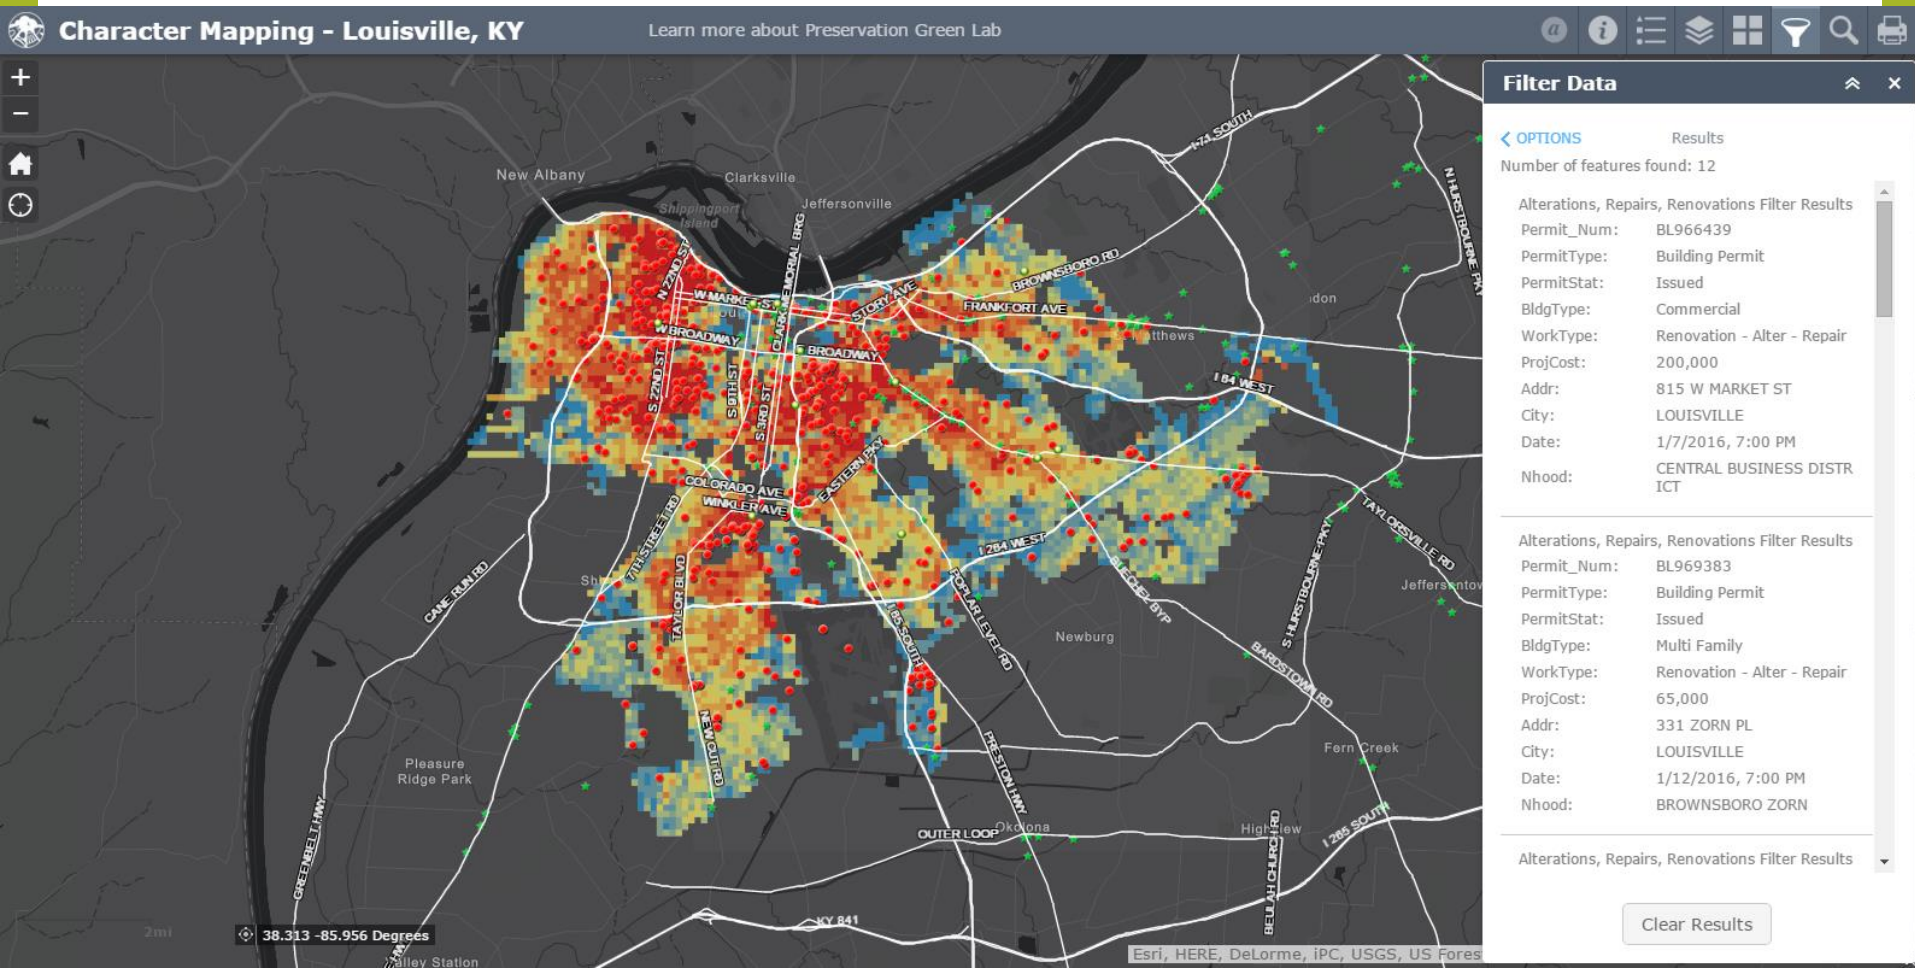 Character Mapping - Louisville, KY
Learn more about Preservation Green Lab
Filter Data
OPTIONS
Results
Number of features found: 12
Alterations, Repairs, Renovations Filter Results
Permit_Num: BL966439
PermitType: Building Permit
PermitStat: Issued
BldgType: Commercial
WorkType: Renovation - Alter - Repair
ProjCost: 200,000
Addr: 815 W MARKET ST
City: LOUISVILLE
Date: 1/7/2016, 7:00 PM
Nhood: CENTRAL BUSINESS DISTR
ICT
Alterations, Repairs, Renovations Filter Results
Permit_Num: BL969383
PermitType: Building Permit
PermitStat: Issued
BldgType: Multi Family
WorkType: Renovation - Alter - Repair
ProjCost: 65,000
Addr: 331 ZORN PL
City: LOUISVILLE
Date: 1/12/2016, 7:00 PM
Nhood: BROWNSBORO ZORN
Alterations, Repairs, Renovations Filter Results
Clear Results
I 71 SOUTH
New Albany
Clarksville
Jeffersonville
Shippingport
Island
N HURSTBOURNE PKY
CLARK MEMORIAL BRG
N 22ND ST
BROWNSBORO RD
W MARKET ST
STORY AVE
FRANKFORT AVE
W BROADWAY
BROADWAY
S 22ND ST
S 9TH ST
S 3RD ST
I 64 WEST
EASTERN PKY
COLORADO AVE
WINKLER AVE
7TH STREET RD
TAYLORSVILLE RD
I 264 WEST
S HURSTBOURNE PKY
CANE RUN RD
TAYLOR BLVD
POPLAR LEVEL RD
BUECHEL BYP
I 65 SOUTH
Newburg
BARDSTOWN RD
NEW CUT RD
PRESTON HWY
Fern Creek
Pleasure
Ridge Park
GREENBELT HWY
OUTER LOOP
Okolona
I 265 SOUTH
BEULAH CHURCH RD
KY 841
2mi
38.313 -85.956 Degrees
Esri, HERE, DeLorme, iPC, USGS, US Fores